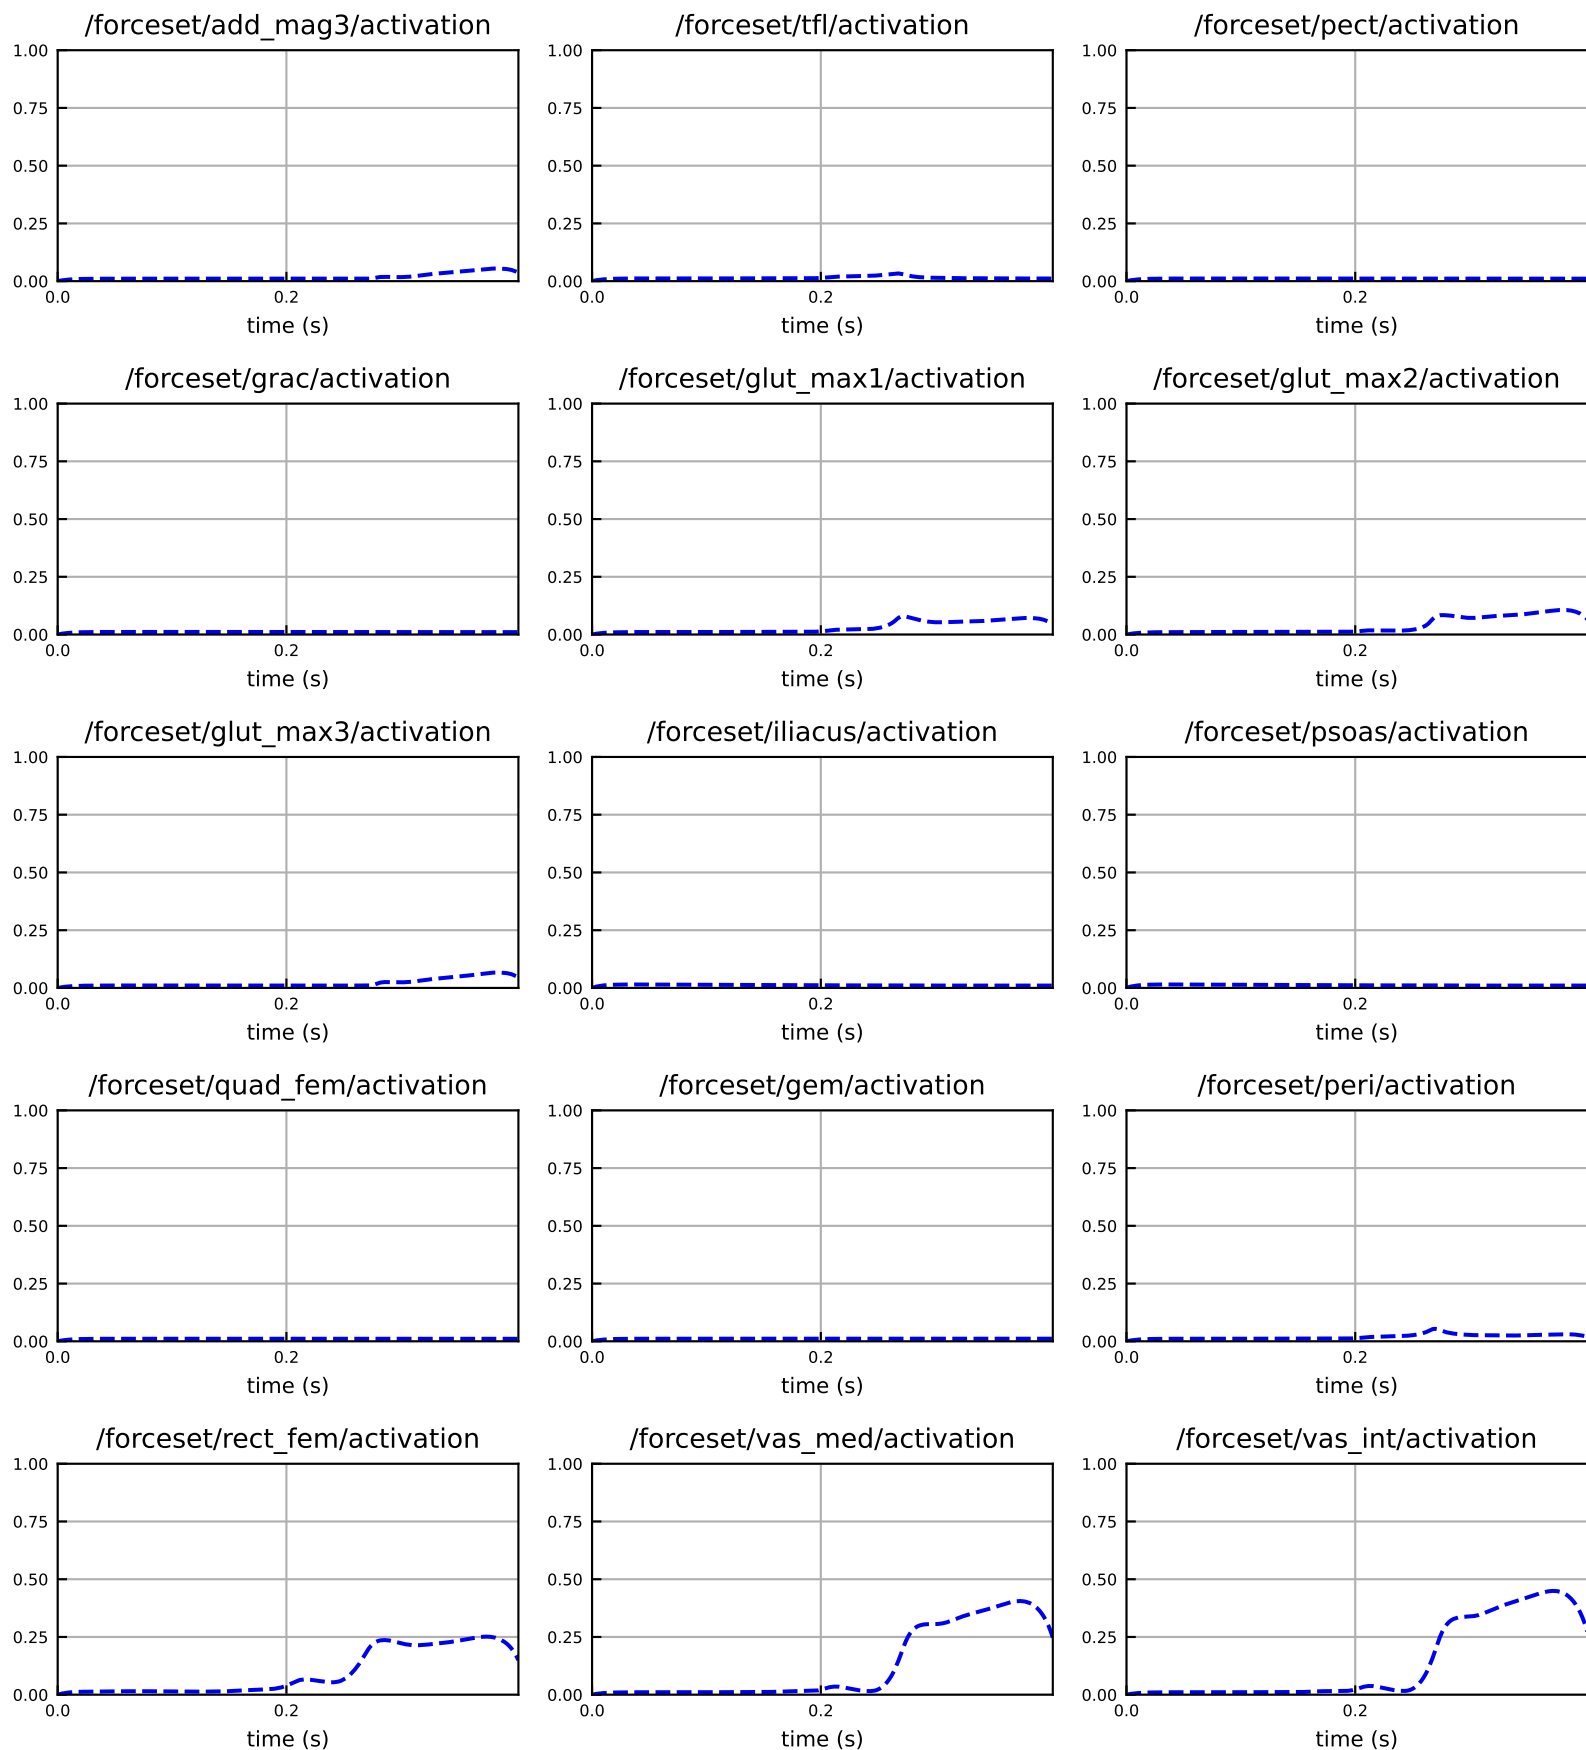 /forceset/add_mag3/activation /forceset/tfl/activation /forceset/pect/activation
1.00 1.00 1.00
0.75 0.75 0.75
0.50 0.50 0.50
0.25 0.25 0.25
0.00 0.00 0.00
0.0 0.2 0.0 0.2 0.0 0.2
time (s) time (s) time (s)
/forceset/grac/activation /forceset/glut_max1/activation /forceset/glut_max2/activation
1.00 1.00 1.00
0.75 0.75 0.75
0.50 0.50 0.50
0.25 0.25 0.25
0.00 0.00 0.00
0.0 0.2 0.0 0.2 0.0 0.2
time (s) time (s) time (s)
/forceset/glut_max3/activation /forceset/iliacus/activation /forceset/psoas/activation
1.00 1.00 1.00
0.75 0.75 0.75
0.50 0.50 0.50
0.25 0.25 0.25
0.00 0.00 0.00
0.0 0.2 0.0 0.2 0.0 0.2
time (s) time (s) time (s)
/forceset/quad_fem/activation /forceset/gem/activation /forceset/peri/activation
1.00 1.00 1.00
0.75 0.75 0.75
0.50 0.50 0.50
0.25 0.25 0.25
0.00 0.00 0.00
0.0 0.2 0.0 0.2 0.0 0.2
time (s) time (s) time (s)
/forceset/rect_fem/activation /forceset/vas_med/activation /forceset/vas_int/activation
1.00 1.00 1.00
0.75 0.75 0.75
0.50 0.50 0.50
0.25 0.25 0.25
0.00 0.00 0.00
0.0 0.2 0.0 0.2 0.0 0.2
time (s) time (s) time (s)